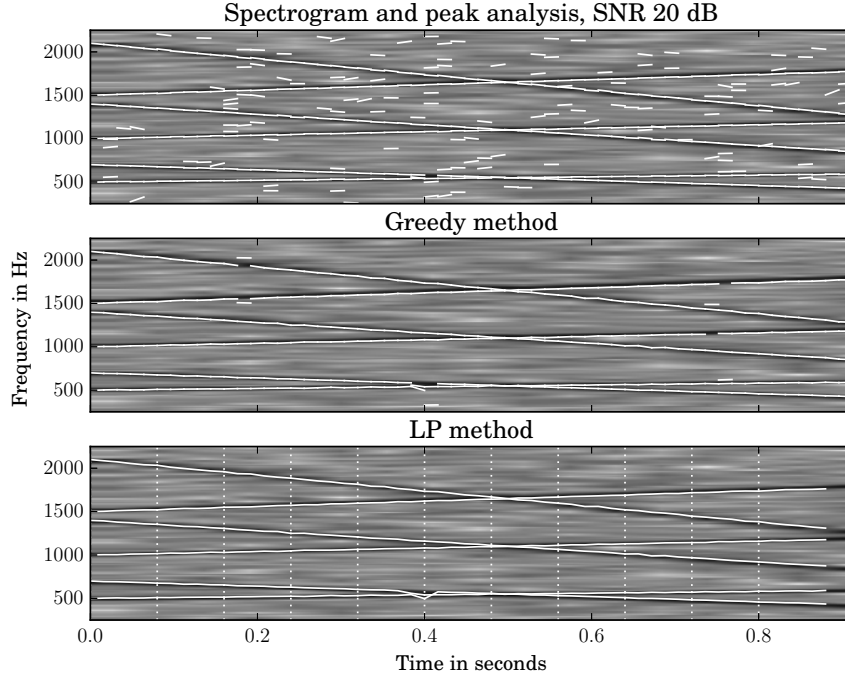 Spectrogram and peak analysis, SNR 20 dB
2000
1500
1000
500
Greedy method
2000
1500
1000
500
Frequency in Hz
LP method
2000
1500
1000
500
0.0 0.2 0.4 0.6 0.8
Time in seconds